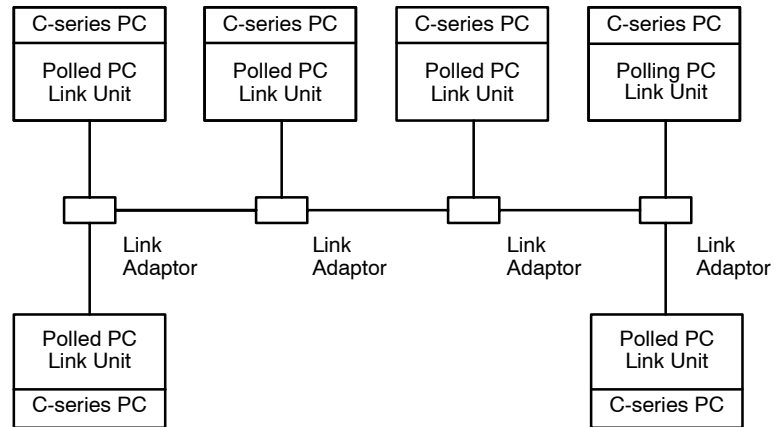 C-series PC
Polled PC
Link Unit
C-series PC
Polled PC
Link Unit
C-series PC
Polled PC
Link Unit
C-series PC
Polling PC
Link Unit
Link
Adaptor
Link
Adaptor
Link
Adaptor
Link
Adaptor
Polled PC
Link Unit
C-series PC
Polled PC
Link Unit
C-series PC